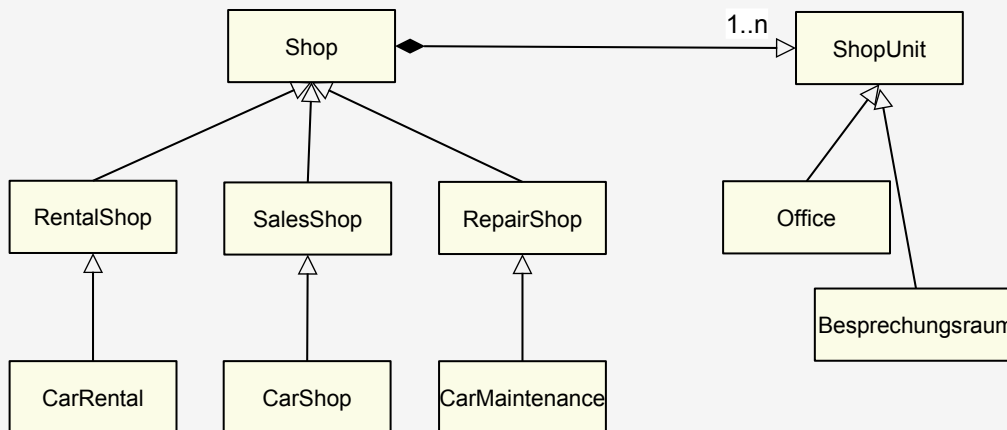 1..n
Shop
ShopUnit
RentalShop
SalesShop
RepairShop
Office
Besprechungsraum
CarRental
CarShop
CarMaintenance